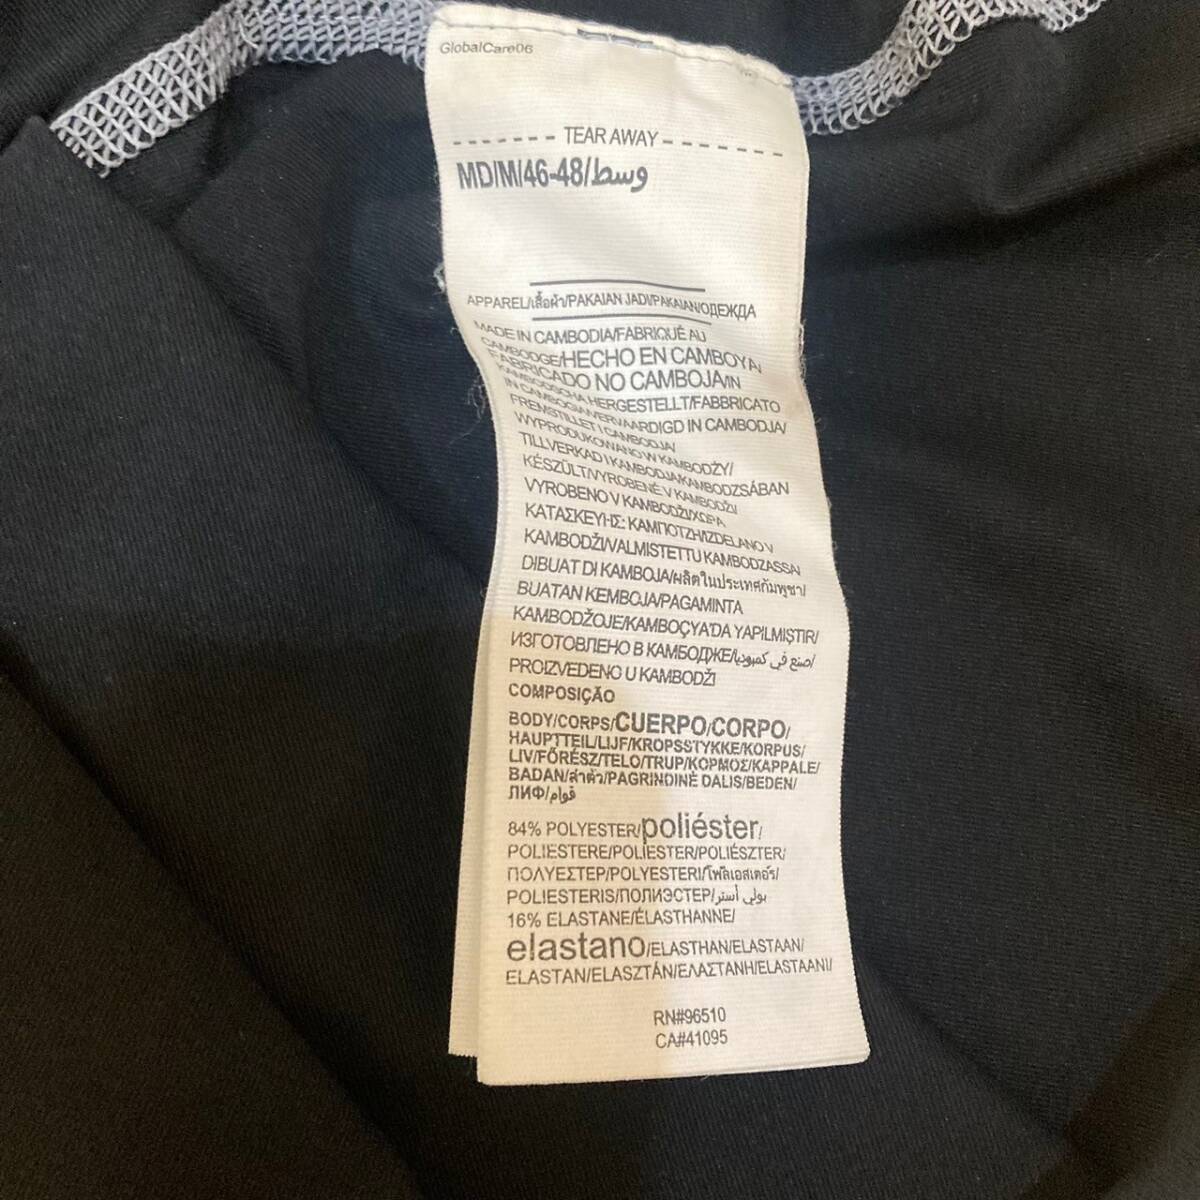 GlobalCare06
TEAR AWAY
MD/M/46-48/وسط
APPAREL/เสื้อผ้า/PAKAIAN JADI/PAKAIAN/ОДЕЖДА
MADE IN CAMBODIA/FABRIQUÉ AU
CAMBODGE/HECHO EN CAMBOYA/
FABRICADO NO CAMBOJA/IN
KAMBODSCHA HERGESTELLT/FABBRICATO
IN CAMBOGIA/VERVAARDIGD IN CAMBODJA/
FREMSTILLET I CAMBODJA/
WYPRODUKOWANO W KAMBODŻY/
TILLVERKAD I KAMBODJA/KAMBODZSÁBAN
KÉSZÜLT/VYROBENÉ V KAMBODŽI/
VYROBENO V KAMBODŽI/ΧΩΡΑ
ΚΑΤΑΣΚΕΥΗΣ: ΚΑΜΠΟΤΖΗ/IZDELANO V
KAMBODŽI/VALMISTETTU KAMBODZASSA/
DIBUAT DI KAMBOJA/ผลิตในประเทศกัมพูชา/
BUATAN KEMBOJA/PAGAMINTA
KAMBODŽOJE/KAMBOÇYA'DA YAPILMIŞTIR/
ИЗГОТОВЛЕНО В КАМБОДЖЕ/صنع في كمبوديا/
PROIZVEDENO U KAMBODŽI
COMPOSIÇÃO
BODY/CORPS/CUERPO/CORPO/
HAUPTTEIL/LIJF/KROPSSTYKKE/KORPUS/
LIV/FŐRÉSZ/TELO/TRUP/ΚΟΡΜΟΣ/KAPPALE/
BADAN/ลำตัว/PAGRINDINĖ DALIS/BEDEN/
ЛИФ/قوام
84% POLYESTER/poliéster/
POLIESTERE/POLIESTER/POLIÉSZTER/
ΠΟΛΥΕΣΤΕΡ/POLYESTERI/โพลีเอสเตอร์/
POLIESTERIS/ПОЛИЭСТЕР/بولي أستر
16% ELASTANE/ÉLASTHANNE/
elastano/ELASTHAN/ELASTAAN/
ELASTAN/ELASZTÁN/ΕΛΑΣΤΑΝΗ/ELASTAANI/
RN#96510
CA#41095